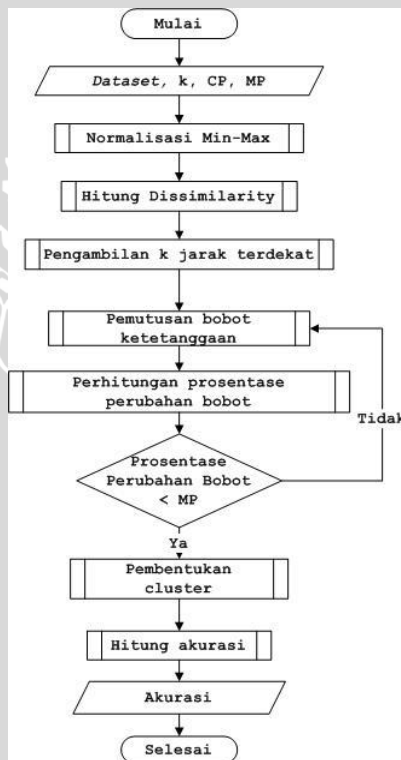 Mulai
Dataset, k, CP, MP
Normalisasi Min-Max
Hitung Dissimilarity
Pengambilan k jarak terdekat
Pemutusan bobot
ketetanggaan
Perhitungan prosentase
perubahan bobot
Tidak
Prosentase
Perubahan Bobot
< MP
Ya
Pembentukan
cluster
Hitung akurasi
Akurasi
Selesai